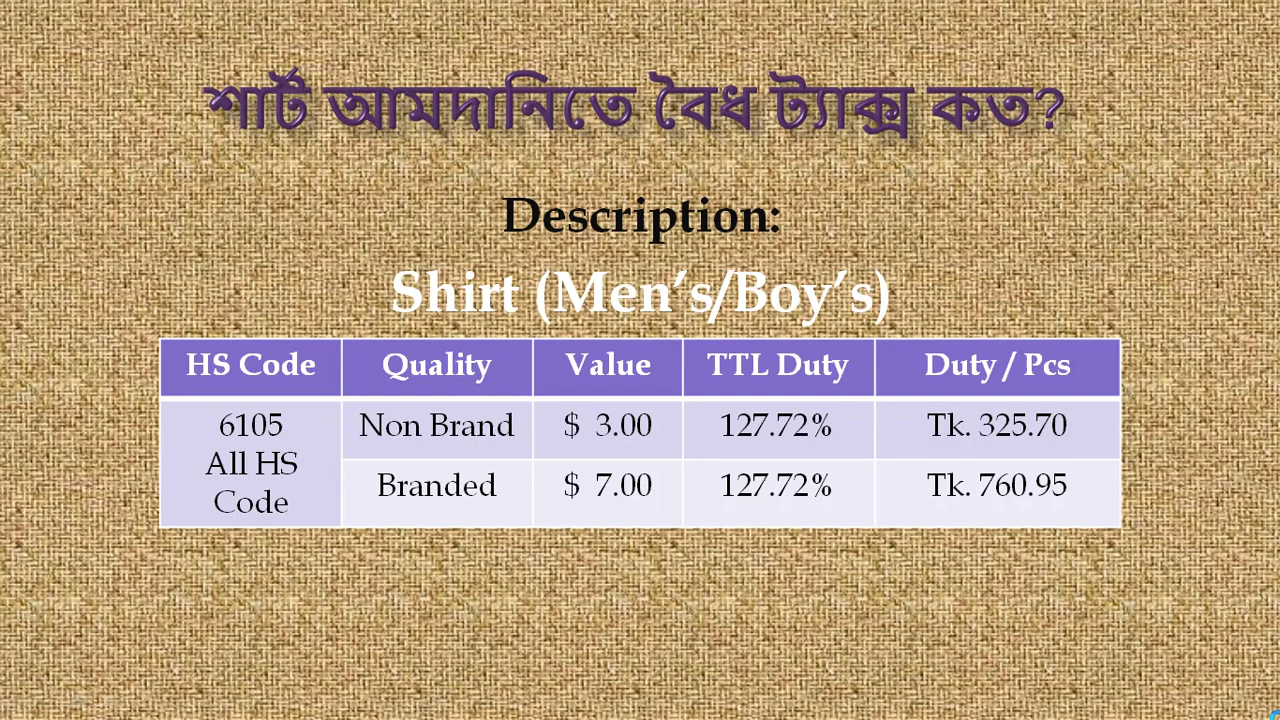 শার্ট আমদানিতে বৈধ ট্যাক্স কত?
Description:
Shirt (Men’s/Boy’s)
HS Code Quality Value TTL Duty Duty / Pcs
6105 All HS Code Non Brand $ 3.00 127.72% Tk. 325.70
Branded $ 7.00 127.72% Tk. 760.95